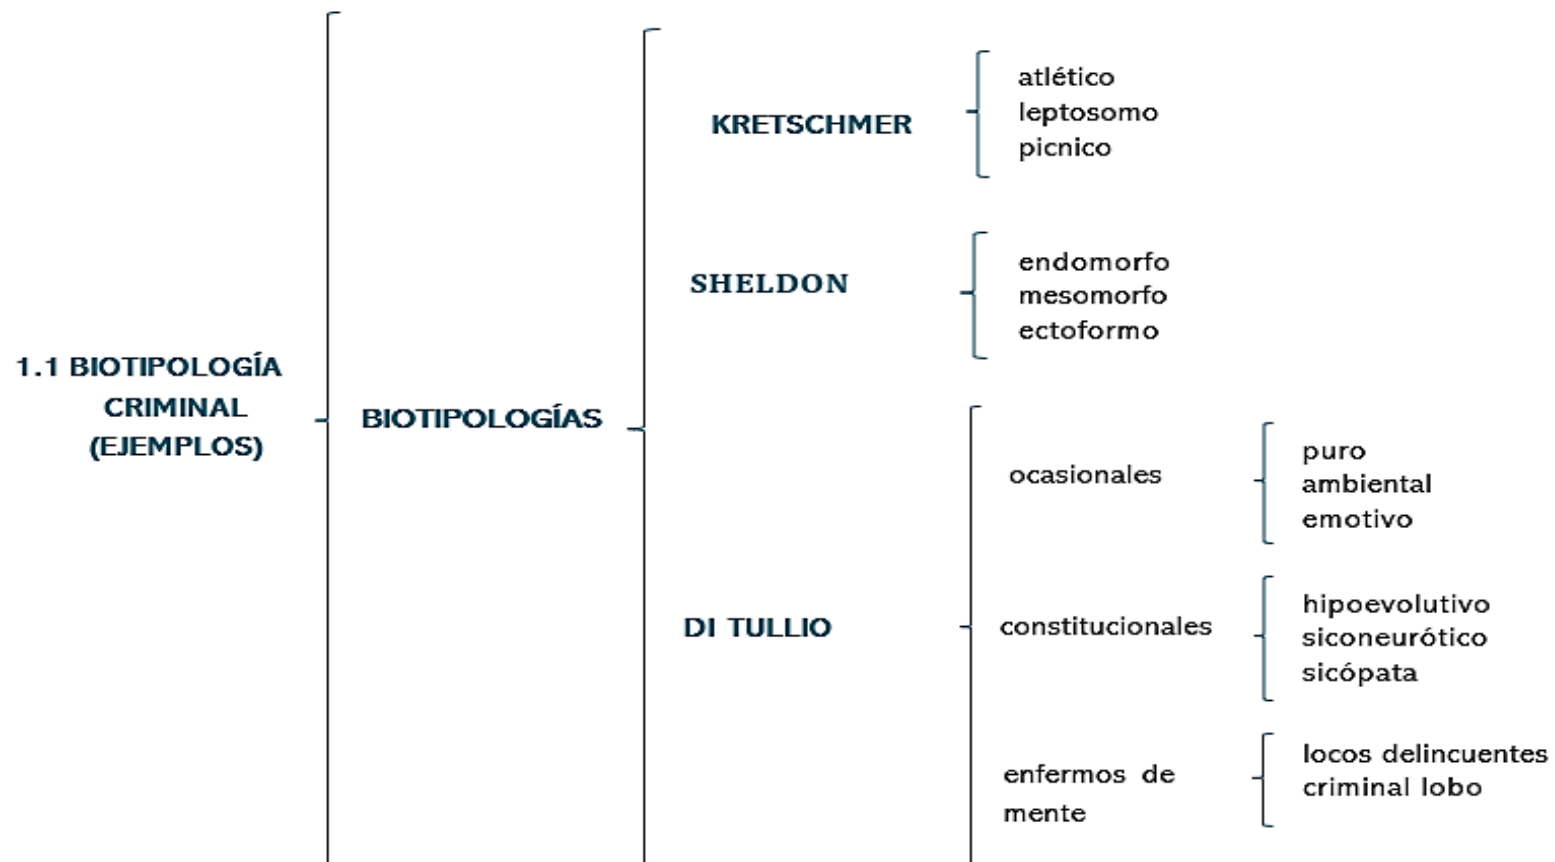 1.1 BIOTIPOLOGÍA
CRIMINAL
(EJEMPLOS)
BIOTIPOLOGÍAS
KRETSCHMER
atlético
leptosomo
picnico
SHELDON
endomorfo
mesomorfo
ectoformo
DI TULLIO
ocasionales
puro
ambiental
emotivo
constitucionales
hipoevolutivo
siconeurótico
sicópata
enfermos de
mente
locos delincuentes
criminal lobo